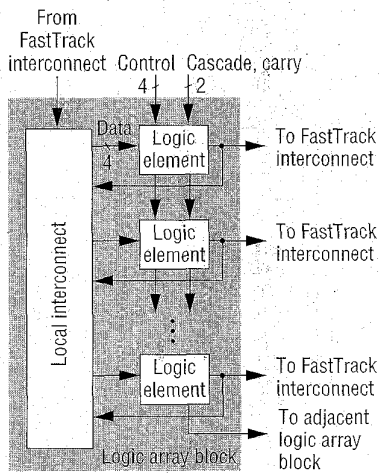 From
FastTrack
interconnect
Control
4
Cascade, carry
2
Data
4
Logic
element
To FastTrack
interconnect
Logic
element
To FastTrack
interconnect
Local interconnect
Logic
element
To FastTrack
interconnect
To adjacent
logic array
block
Logic array block